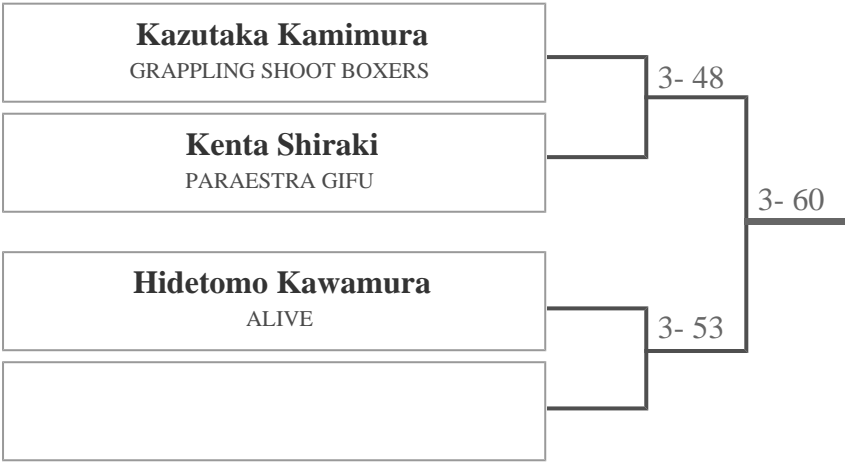 Kazutaka Kamimura
GRAPPLING SHOOT BOXERS
3- 48
Kenta Shiraki
PARAESTRA GIFU
3- 60
Hidetomo Kawamura
ALIVE
3- 53